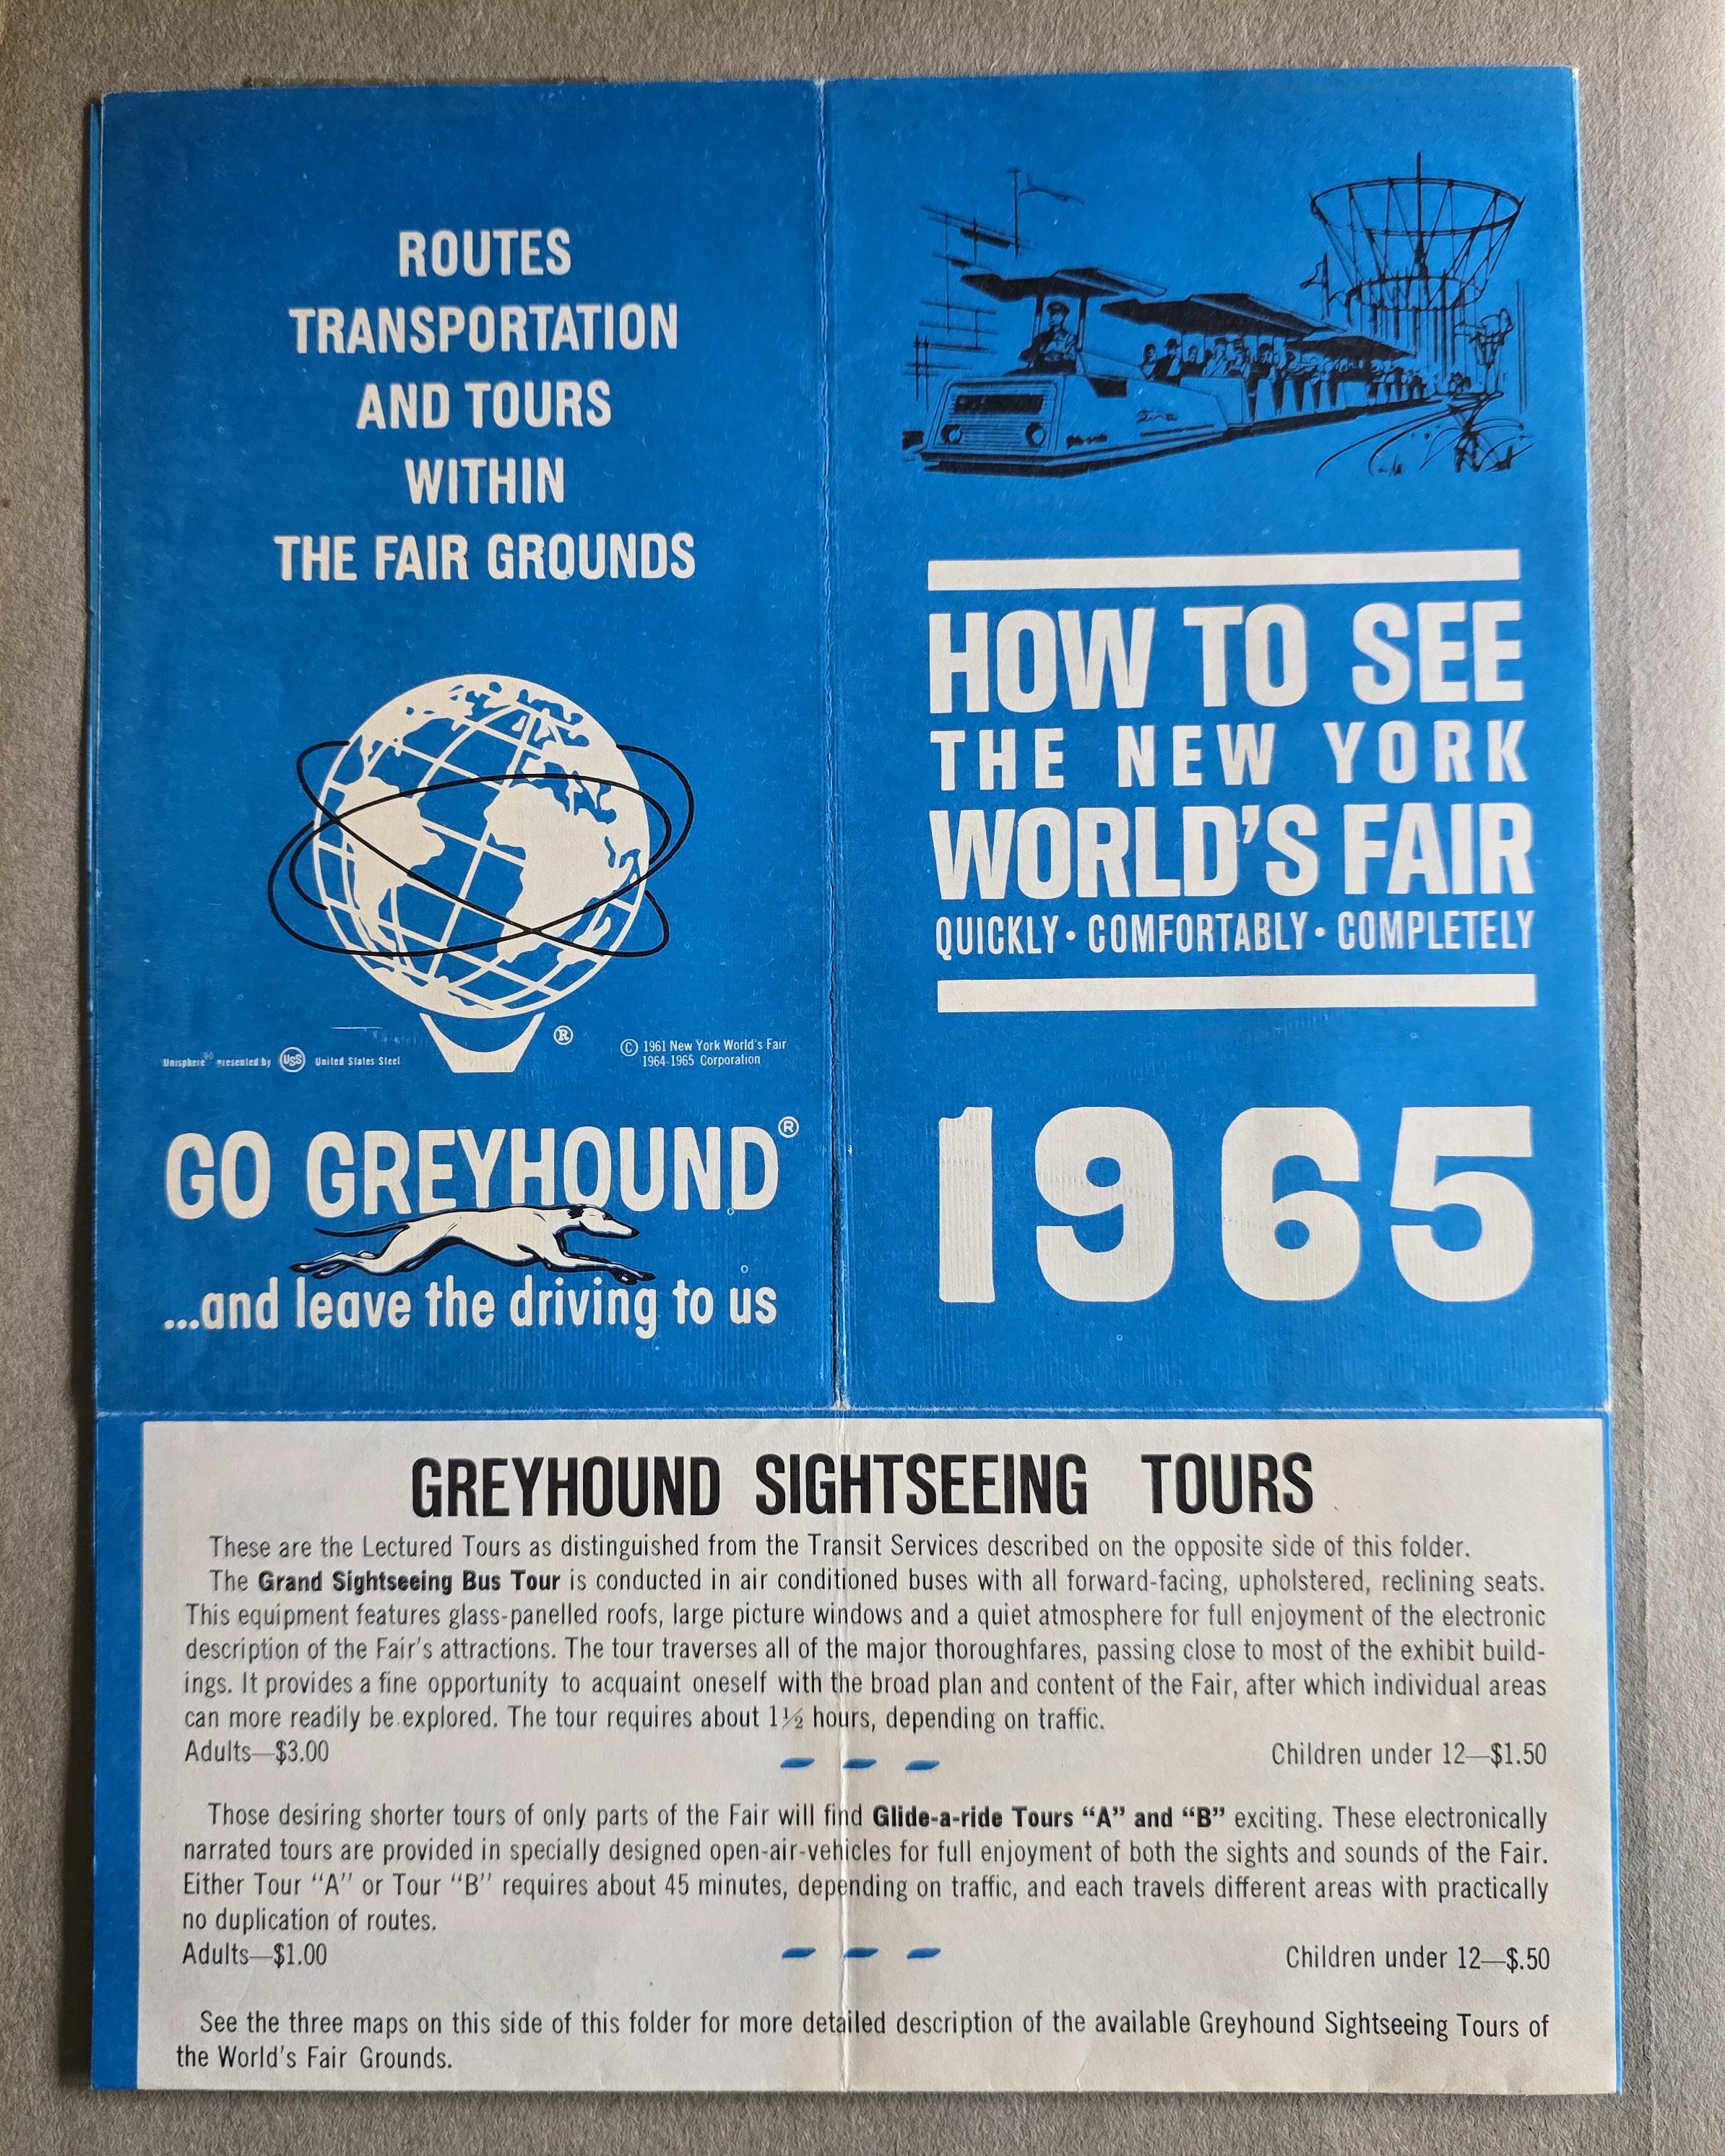 ROUTES
TRANSPORTATION
AND TOURS
WITHIN
THE FAIR GROUNDS
®
Unisphere® presented by USS United States Steel
© 1961 New York World's Fair
1964-1965 Corporation
GO GREYHOUND®
...and leave the driving to us
HOW TO SEE
THE NEW YORK
WORLD'S FAIR
QUICKLY • COMFORTABLY • COMPLETELY
1965
GREYHOUND SIGHTSEEING TOURS
These are the Lectured Tours as distinguished from the Transit Services described on the opposite side of this folder.
The Grand Sightseeing Bus Tour is conducted in air conditioned buses with all forward-facing, upholstered, reclining seats.
This equipment features glass-panelled roofs, large picture windows and a quiet atmosphere for full enjoyment of the electronic
description of the Fair's attractions. The tour traverses all of the major thoroughfares, passing close to most of the exhibit build-
ings. It provides a fine opportunity to acquaint oneself with the broad plan and content of the Fair, after which individual areas
can more readily be explored. The tour requires about 1½ hours, depending on traffic.
Adults—$3.00 Children under 12—$1.50
Those desiring shorter tours of only parts of the Fair will find Glide-a-ride Tours “A” and “B” exciting. These electronically
narrated tours are provided in specially designed open-air-vehicles for full enjoyment of both the sights and sounds of the Fair.
Either Tour “A” or Tour “B” requires about 45 minutes, depending on traffic, and each travels different areas with practically
no duplication of routes.
Adults—$1.00 Children under 12—$.50
See the three maps on this side of this folder for more detailed description of the available Greyhound Sightseeing Tours of
the World's Fair Grounds.